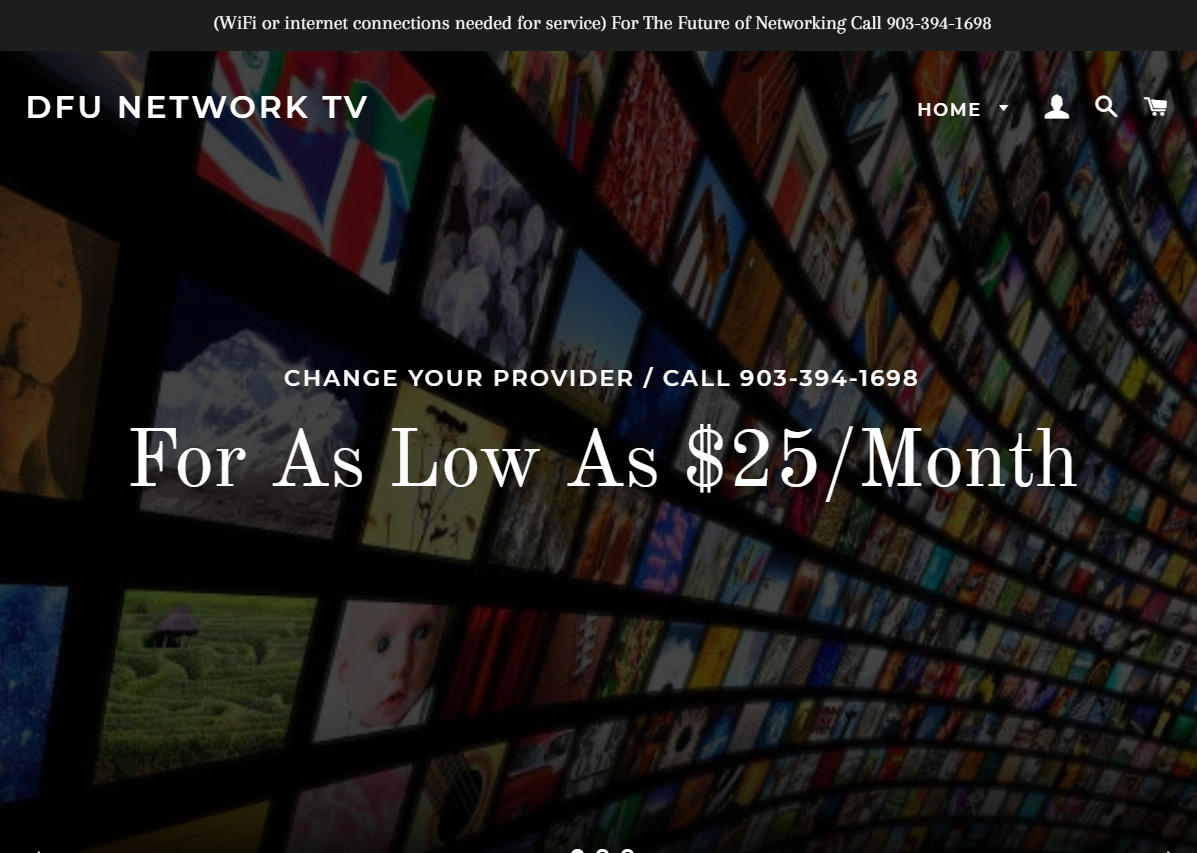 (WiFi or internet connections needed for service) For The Future of Networking Call 903-394-1698
DFU NETWORK TV
HOME
CHANGE YOUR PROVIDER / CALL 903-394-1698
For As Low As $25/Month